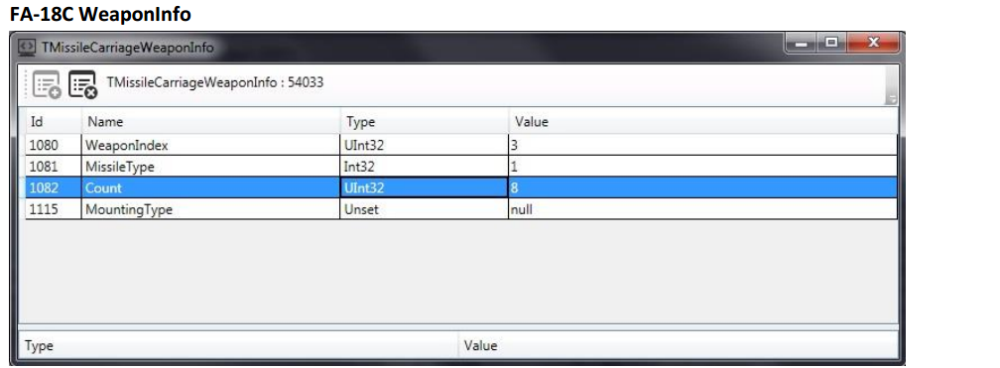 FA-18C WeaponInfo
TMissileCarriageWeaponInfo
TMissileCarriageWeaponInfo : 54033
Id Name Type Value
1080 WeaponIndex UInt32 3
1081 MissileType Int32 1
1082 Count UInt32 8
1115 MountingType Unset null
Type Value